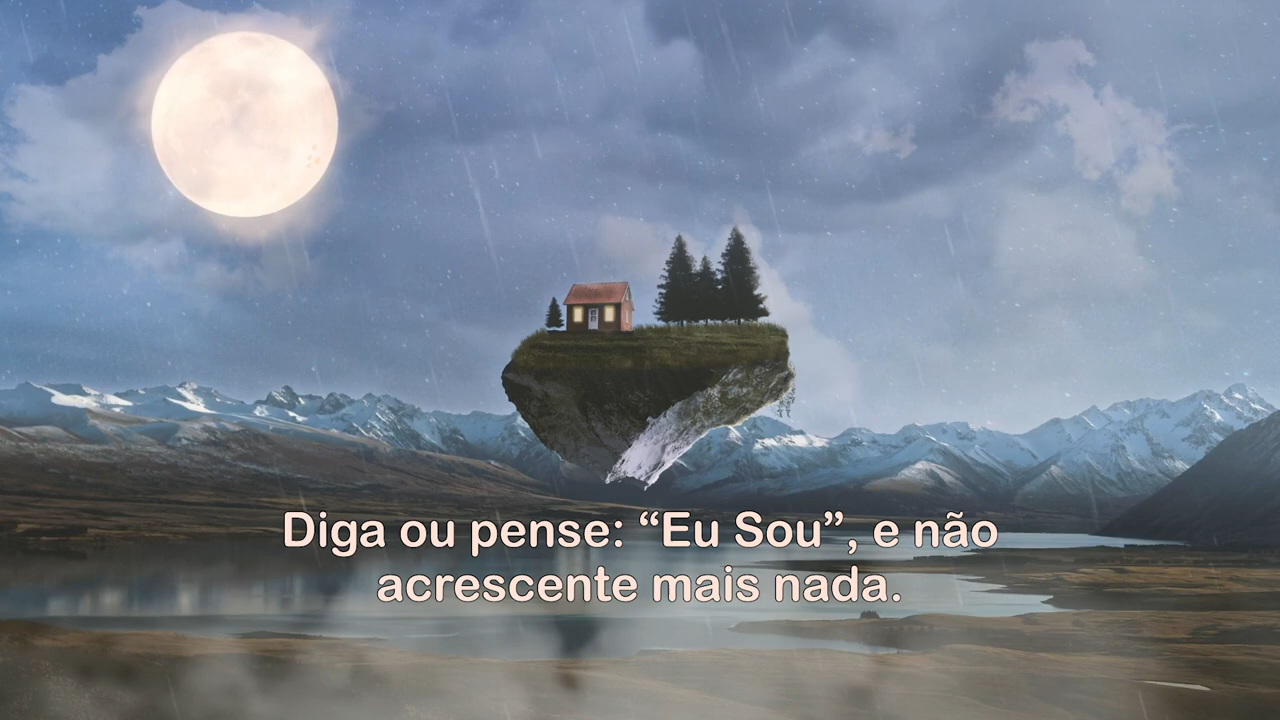 Diga ou pense: “Eu Sou”, e não
acrescente mais nada.